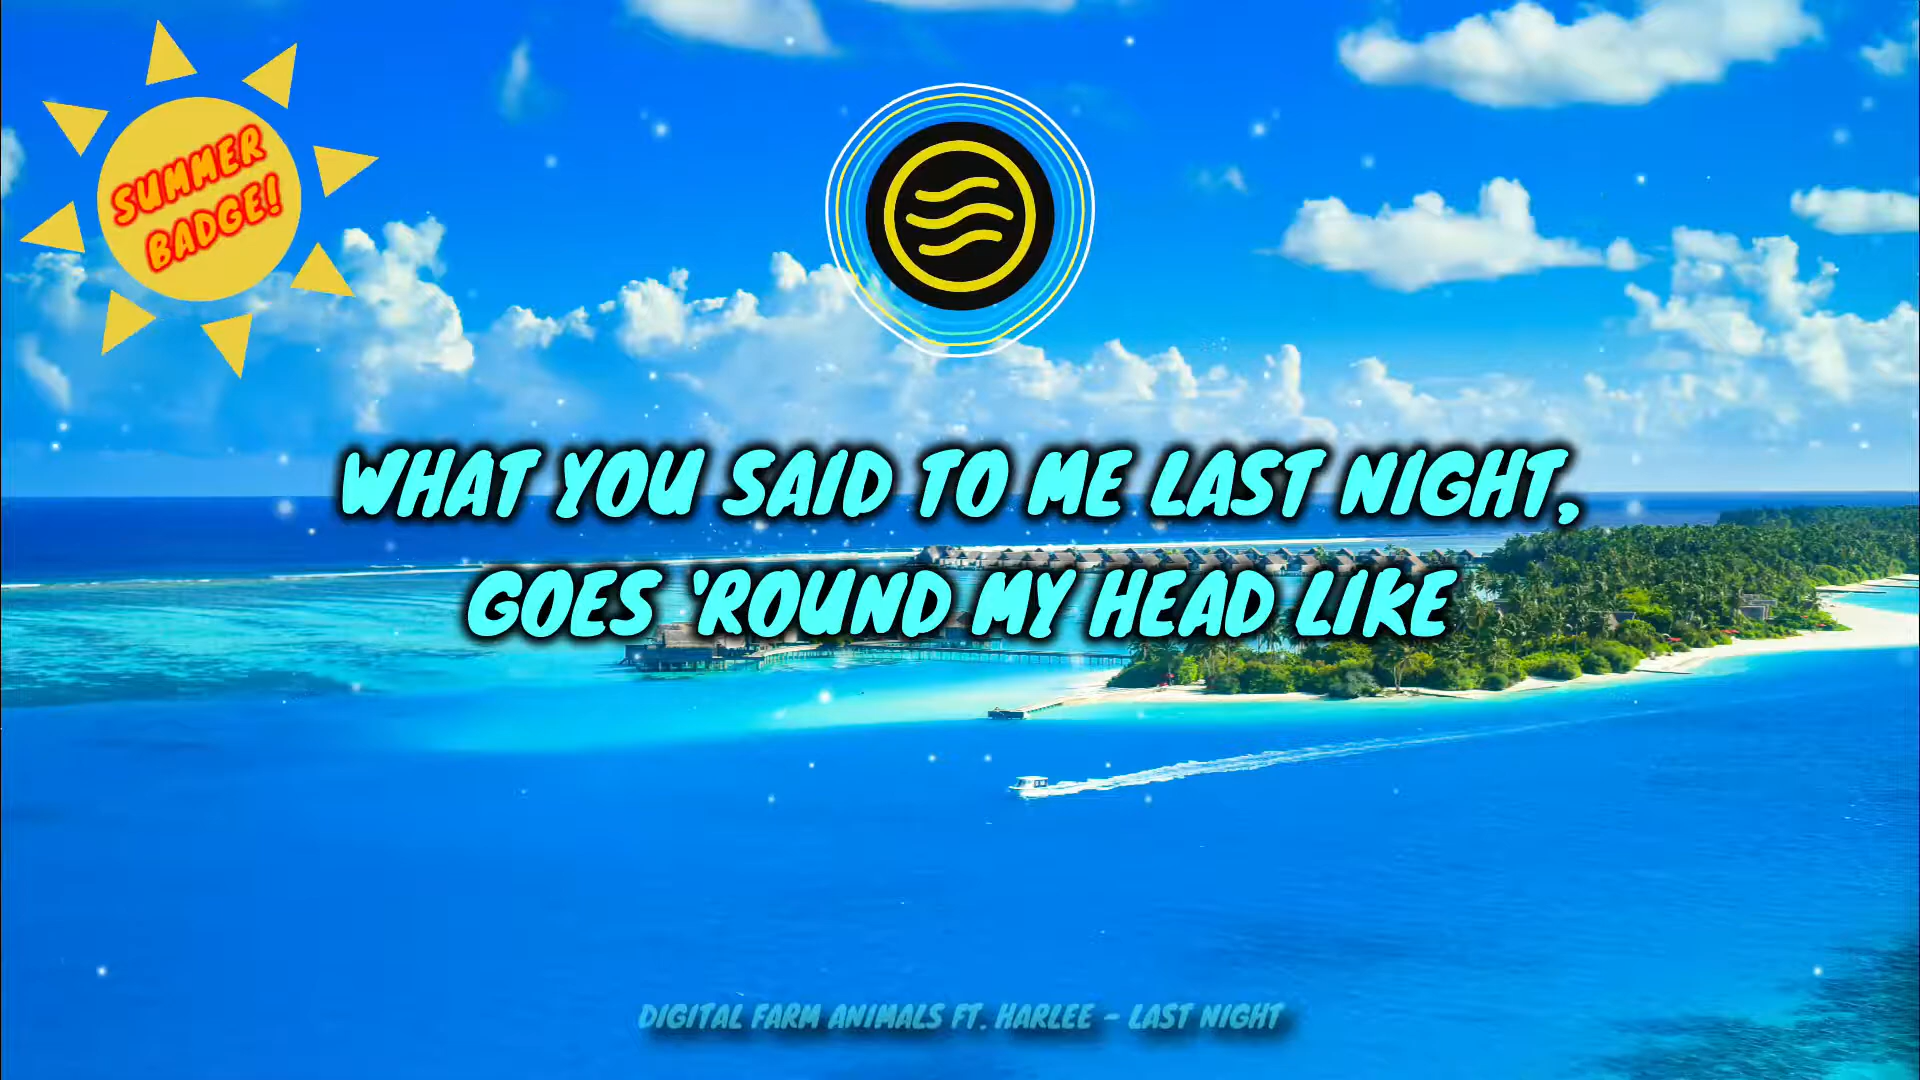 SUMMER
BADGE!
WHAT YOU SAID TO ME LAST NIGHT,
GOES 'ROUND MY HEAD LIKE
DIGITAL FARM ANIMALS FT. HARLEE - LAST NIGHT